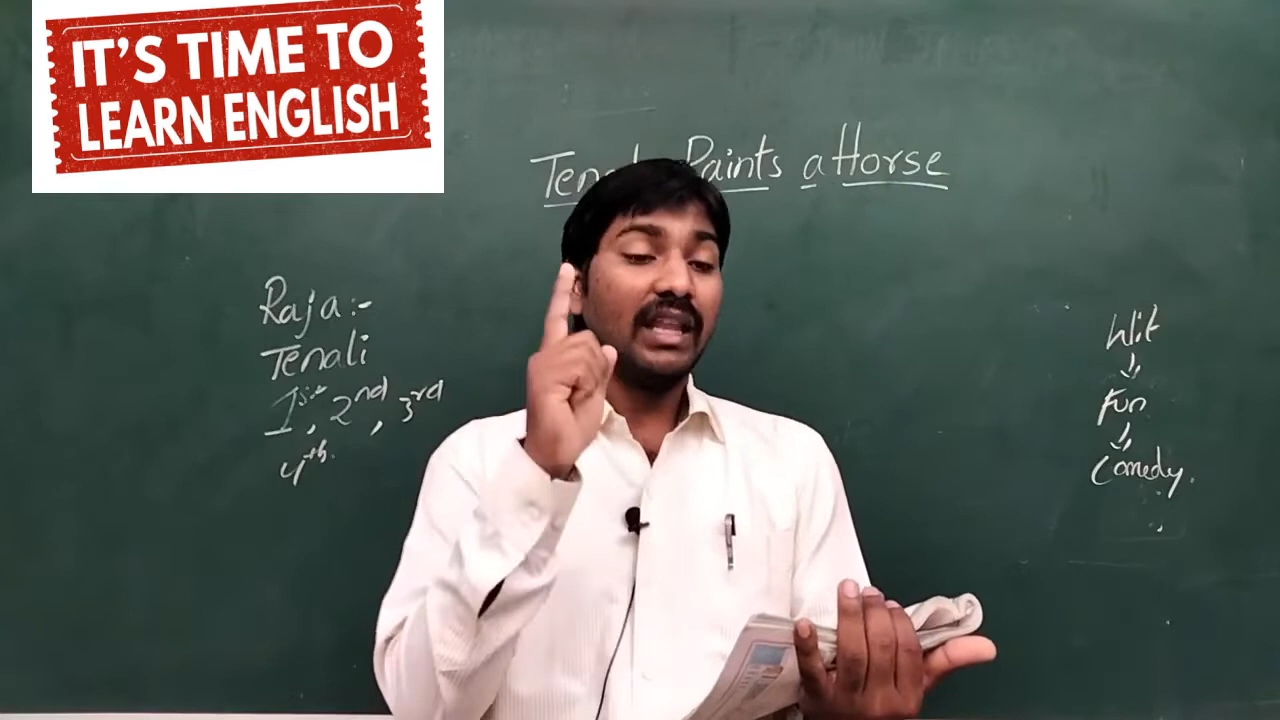 IT'S TIME TO
LEARN ENGLISH
Paints a Horse
Raja:-
Tenali
1st, 2nd, 3rd
4th.
Wit
↓
Fun
↓
Comedy.